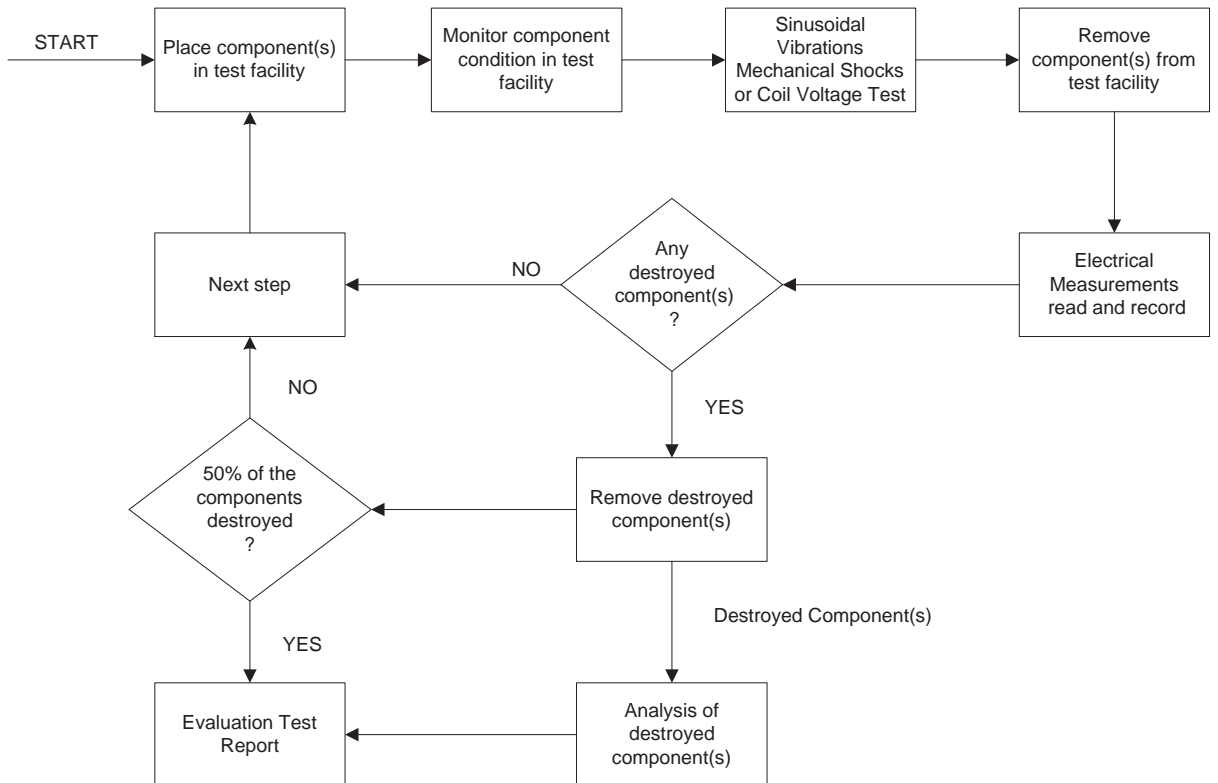 START
Place component(s)
in test facility
Monitor component
condition in test
facility
Sinusoidal
Vibrations
Mechanical Shocks
or Coil Voltage Test
Remove
component(s) from
test facility
Next step
NO
Any
destroyed
component(s)
?
Electrical
Measurements
read and record
NO
YES
50% of the
components
destroyed
?
Remove destroyed
component(s)
Destroyed Component(s)
YES
Evaluation Test
Report
Analysis of
destroyed
component(s)